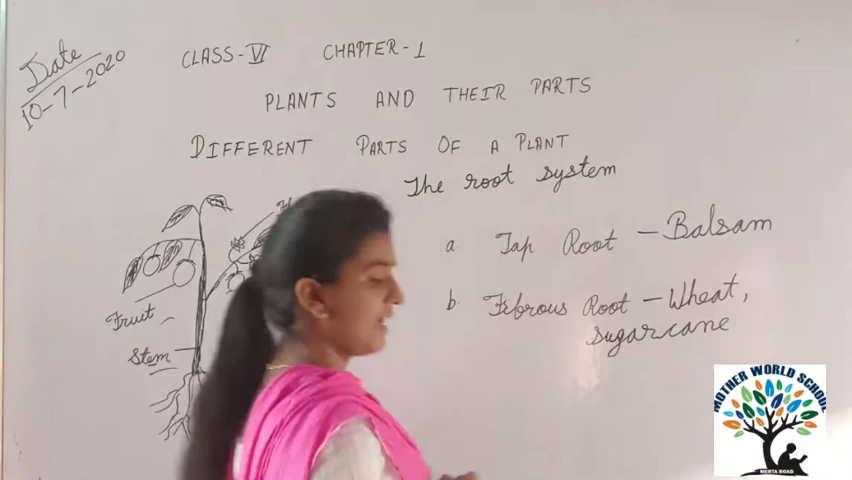 Date
10-7-2020
CLASS-VI CHAPTER-1
PLANTS AND THEIR PARTS
DIFFERENT PARTS OF A PLANT
The root system
a Tap Root - Balsam
b. Fibrous Root - Wheat,
sugarcane
Fruit
Stem
MOTHER WORLD SCHOOL
MERTA ROAD